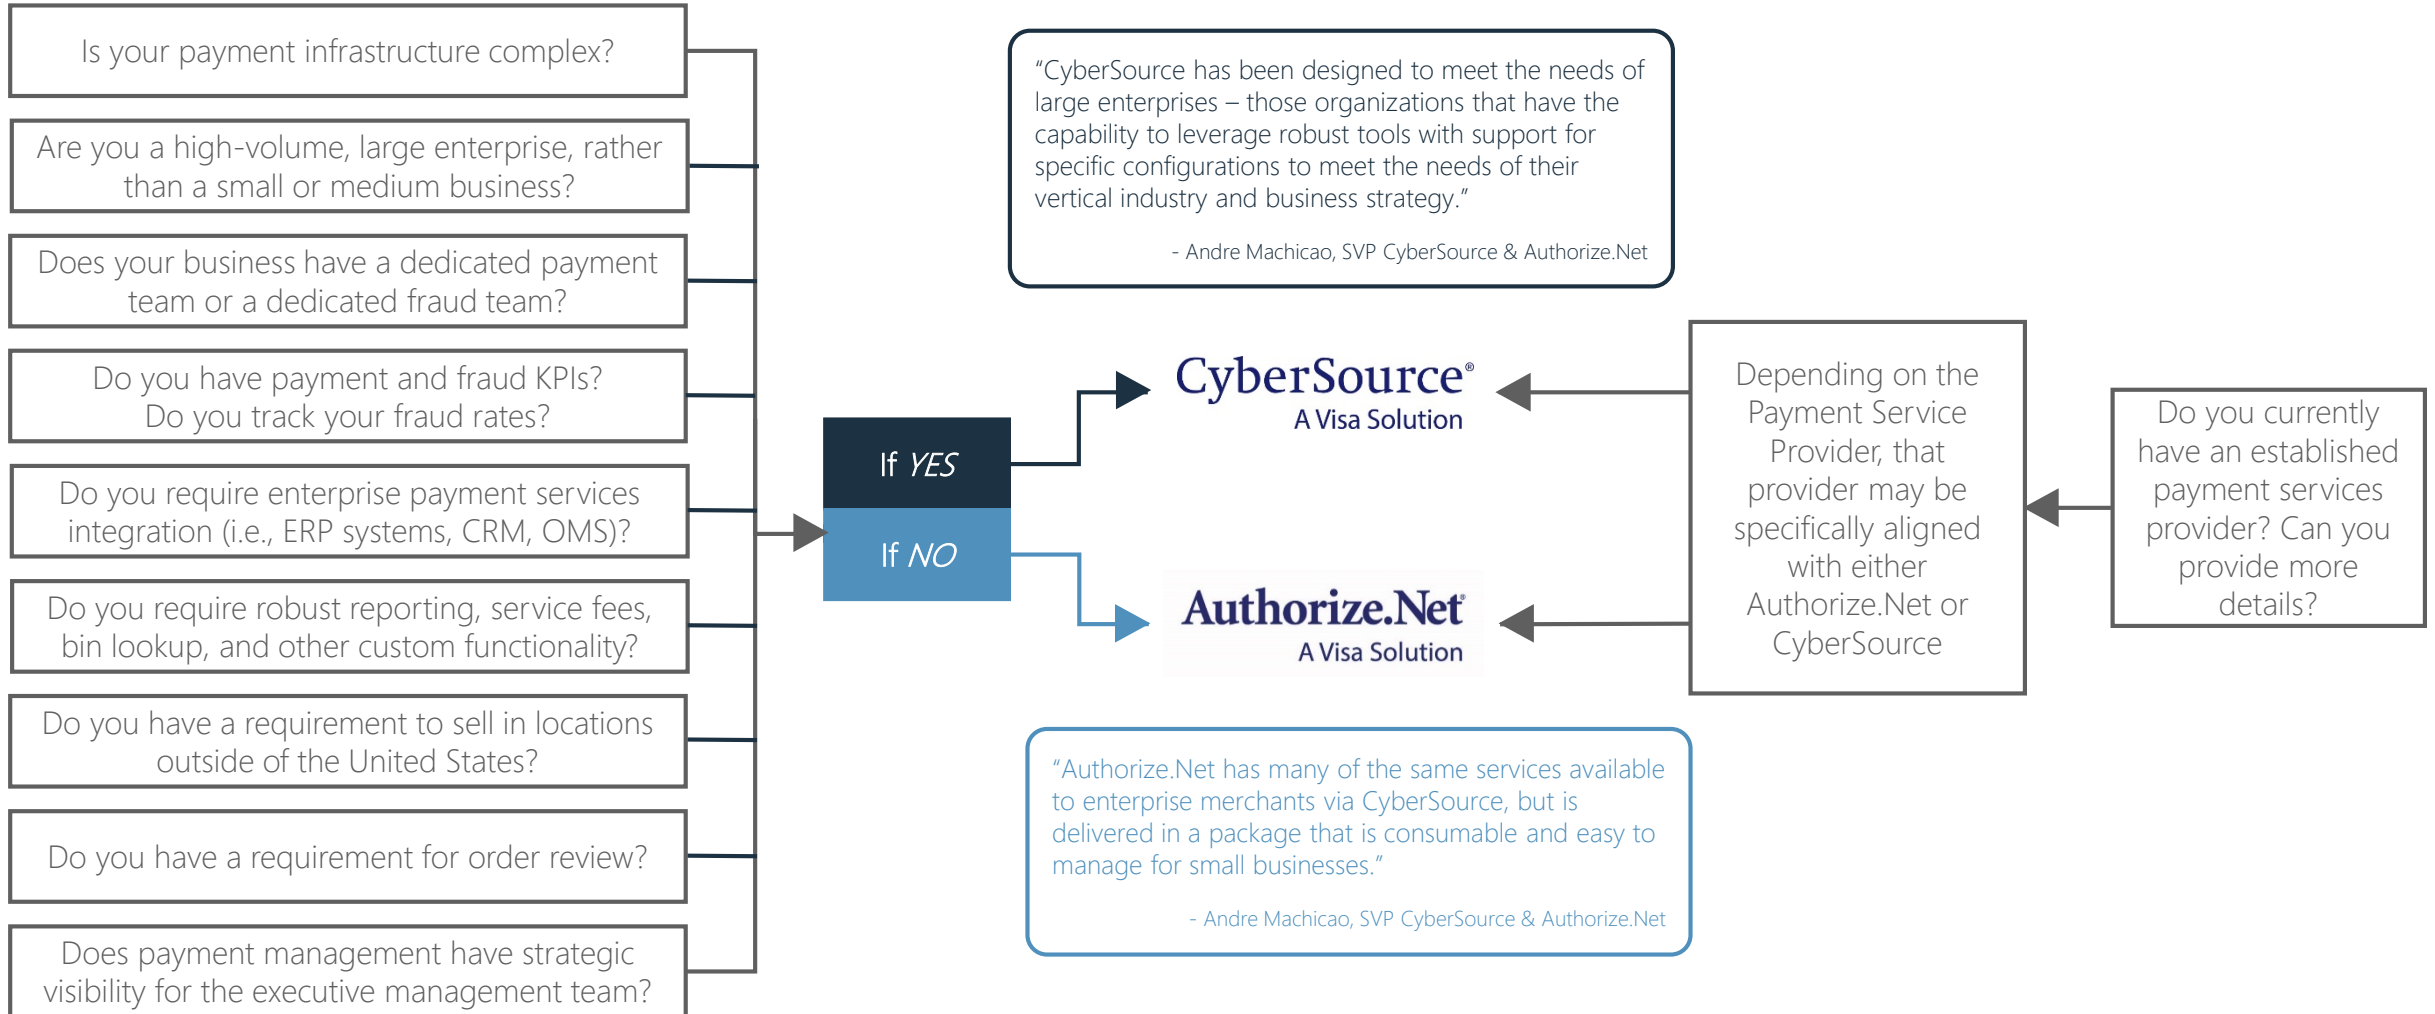 Is your payment infrastructure complex?
Are you a high-volume, large enterprise, rather
than a small or medium business?
Does your business have a dedicated payment
team or a dedicated fraud team?
Do you have payment and fraud KPIs?
Do you track your fraud rates?
Do you require enterprise payment services
integration (i.e., ERP systems, CRM, OMS)?
Do you require robust reporting, service fees,
bin lookup, and other custom functionality?
Do you have a requirement to sell in locations
outside of the United States?
Do you have a requirement for order review?
Does payment management have strategic
visibility for the executive management team?
If YES
If NO
“CyberSource has been designed to meet the needs of
large enterprises – those organizations that have the
capability to leverage robust tools with support for
specific configurations to meet the needs of their
vertical industry and business strategy.”
- Andre Machicao, SVP CyberSource & Authorize.Net
CyberSource®
A Visa Solution
Authorize.Net®
A Visa Solution
“Authorize.Net has many of the same services available
to enterprise merchants via CyberSource, but is
delivered in a package that is consumable and easy to
manage for small businesses.”
- Andre Machicao, SVP CyberSource & Authorize.Net
Depending on the
Payment Service
Provider, that
provider may be
specifically aligned
with either
Authorize.Net or
CyberSource
Do you currently
have an established
payment services
provider? Can you
provide more
details?